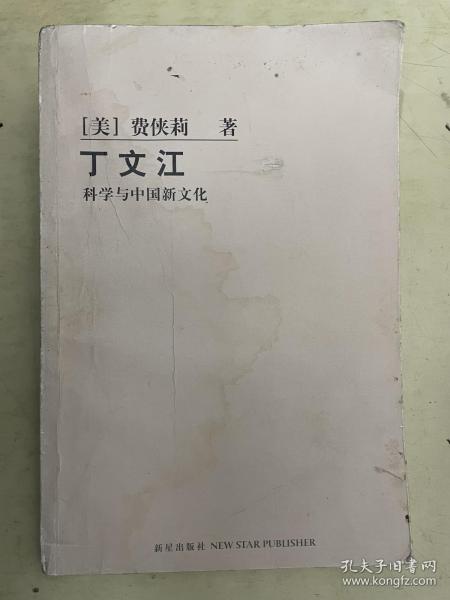 [美] 费侠莉 著
丁文江
科学与中国新文化
新星出版社 NEW STAR PUBLISHER
孔夫子旧书网
www.kongfz.com